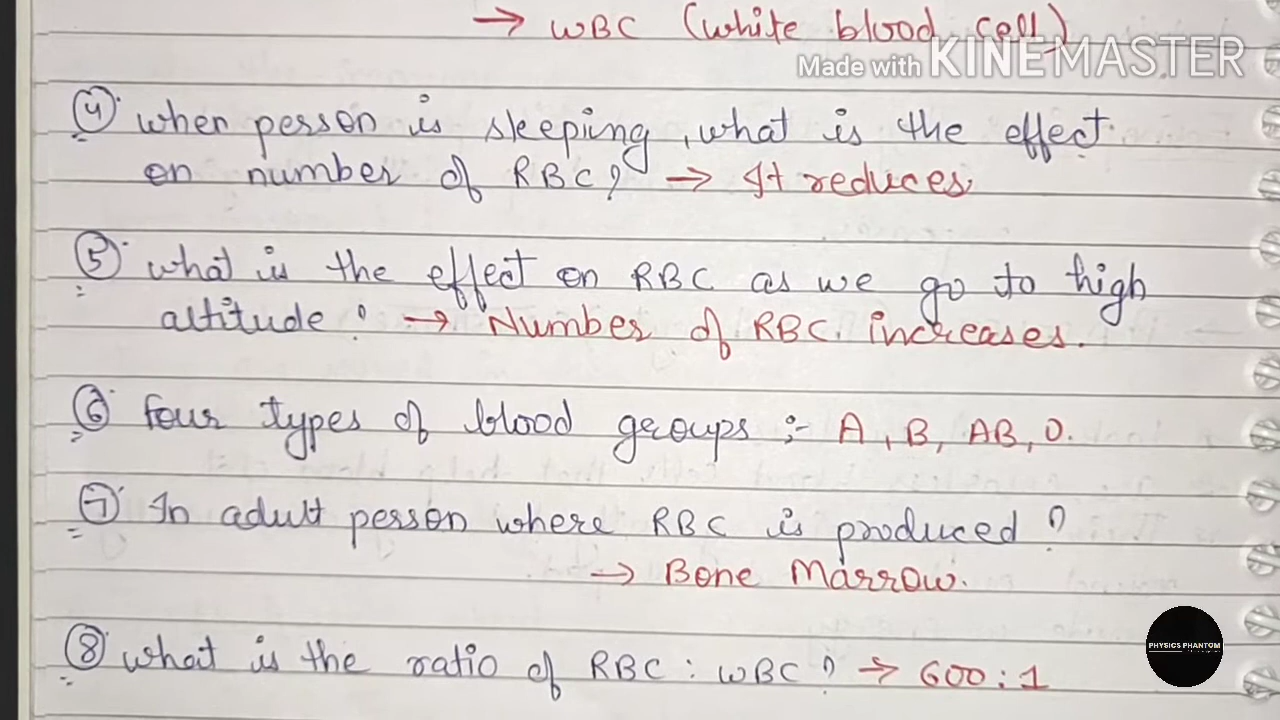 → WBC (white blood cell)
Made with KINEMASTER
④ when person is sleeping, what is the effect
on number of RBC? → It reduces.
⑤ what is the effect on RBC as we go to high
altitude? → Number of RBC increases.
⑥ Four types of blood groups :- A, B, AB, O.
⑦ In adult person where RBC is produced?
→ Bone Marrow.
⑧ what is the ratio of RBC : WBC? → 600:1
PHYSICS PHANTOM